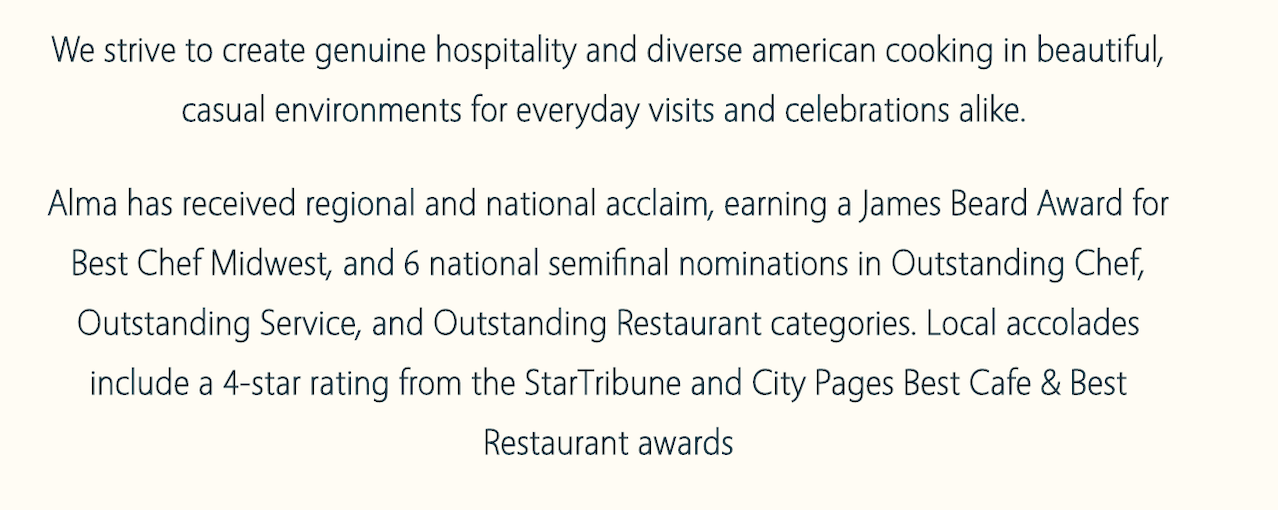 We strive to create genuine hospitality and diverse american cooking in beautiful,
casual environments for everyday visits and celebrations alike.
Alma has received regional and national acclaim, earning a James Beard Award for
Best Chef Midwest, and 6 national semifinal nominations in Outstanding Chef,
Outstanding Service, and Outstanding Restaurant categories. Local accolades
include a 4-star rating from the StarTribune and City Pages Best Cafe & Best
Restaurant awards